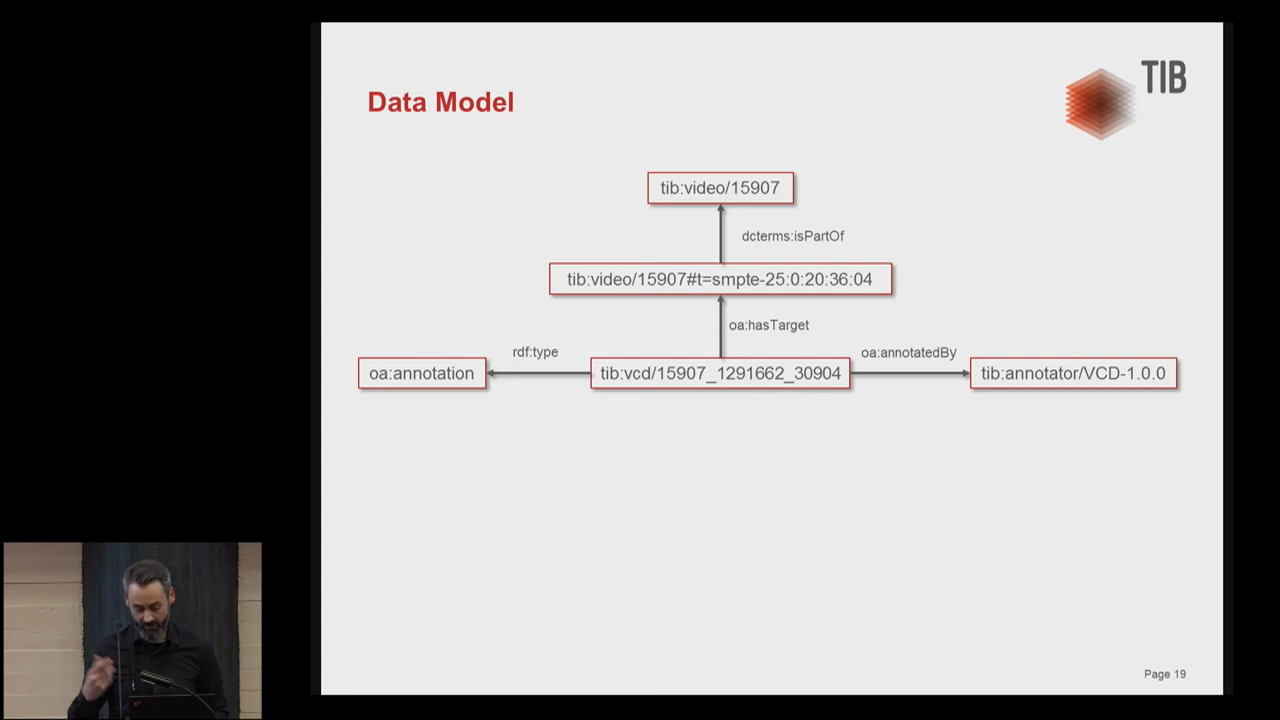 TIB
Data Model
tib:video/15907
dcterms:isPartOf
tib:video/15907#t=smpte-25:0:20:36:04
oa:hasTarget
rdf:type
oa:annotatedBy
oa:annotation
tib:vcd/15907_1291662_30904
tib:annotator/VCD-1.0.0
Page 19